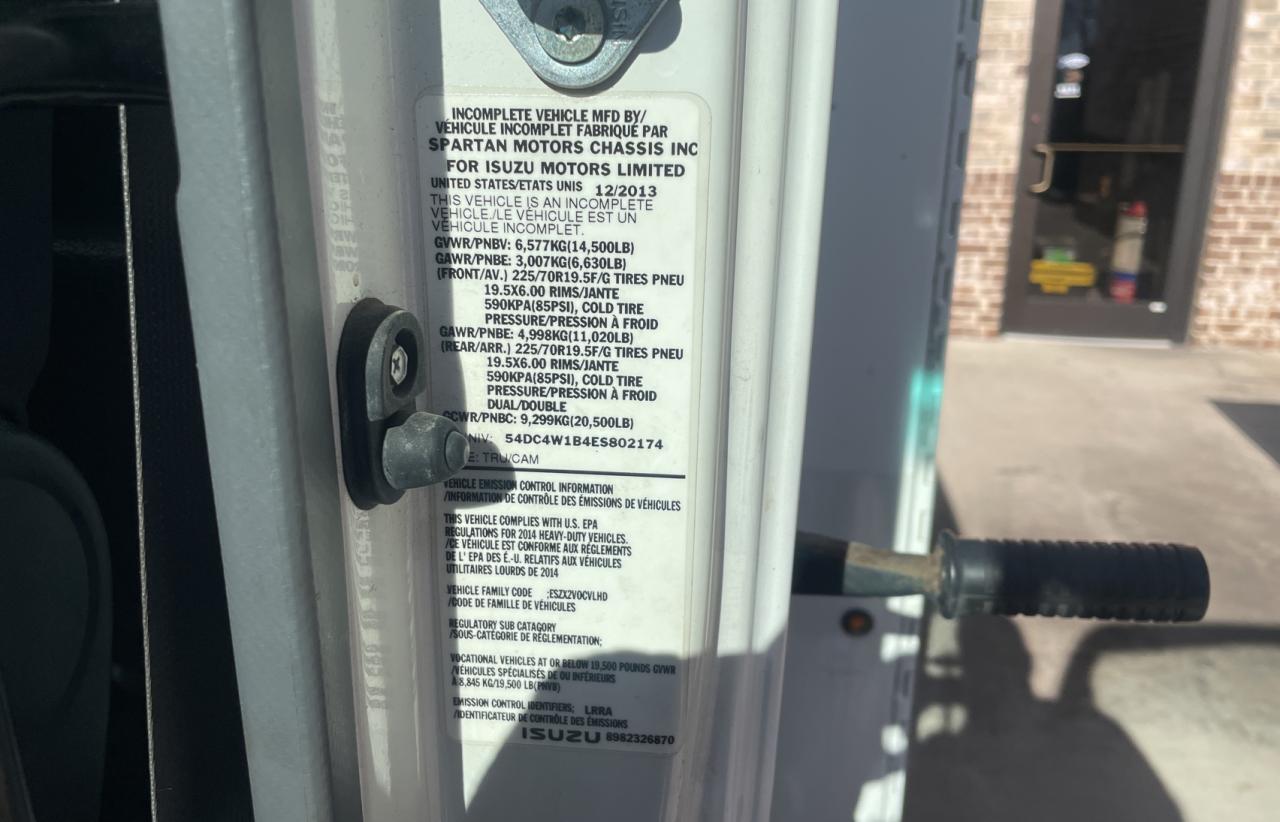 INCOMPLETE VEHICLE MFD BY/
VÉHICULE INCOMPLET FABRIQUÉ PAR
SPARTAN MOTORS CHASSIS INC
FOR ISUZU MOTORS LIMITED
UNITED STATES/ETATS UNIS 12/2013
THIS VEHICLE IS AN INCOMPLETE
VEHICLE./LE VÉHICULE EST UN
VÉHICULE INCOMPLET.
GVWR/PNBV: 6,577KG(14,500LB)
GAWR/PNBE: 3,007KG(6,630LB)
(FRONT/AV.) 225/70R19.5F/G TIRES PNEU
19.5X6.00 RIMS/JANTE
590KPA(85PSI), COLD TIRE
PRESSURE/PRESSION À FROID
GAWR/PNBE: 4,998KG(11,020LB)
(REAR/ARR.) 225/70R19.5F/G TIRES PNEU
19.5X6.00 RIMS/JANTE
590KPA(85PSI), COLD TIRE
PRESSURE/PRESSION À FROID
DUAL/DOUBLE
GCWR/PNBC: 9,299KG(20,500LB)
NIV: 54DC4W1B4ES802174
E: TRU/CAM
VEHICLE EMISSION CONTROL INFORMATION
/INFORMATION DE CONTRÔLE DES ÉMISSIONS DE VÉHICULES
THIS VEHICLE COMPLIES WITH U.S. EPA
REGULATIONS FOR 2014 HEAVY-DUTY VEHICLES.
/CE VÉHICULE EST CONFORME AUX RÉGLEMENTS
DE L' EPA DES É.-U. RELATIFS AUX VÉHICULES
UTILITAIRES LOURDS DE 2014
VEHICLE FAMILY CODE ;ESZX2VOCVLHD
/CODE DE FAMILLE DE VÉHICULES
REGULATORY SUB CATAGORY
/SOUS-CATÉGORIE DE RÉGLEMENTATION;
VOCATIONAL VEHICLES AT OR BELOW 19,500 POUNDS GVWR
/VÉHICULES SPÉCIALISÉS DE OU INFÉRIEURS
À 8,845 KG/19,500 LB(PNVB)
EMISSION CONTROL IDENTIFIERS; LRRA
/IDENTIFICATEUR DE CONTRÔLE DES ÉMISSIONS
ISUZU 8982326870